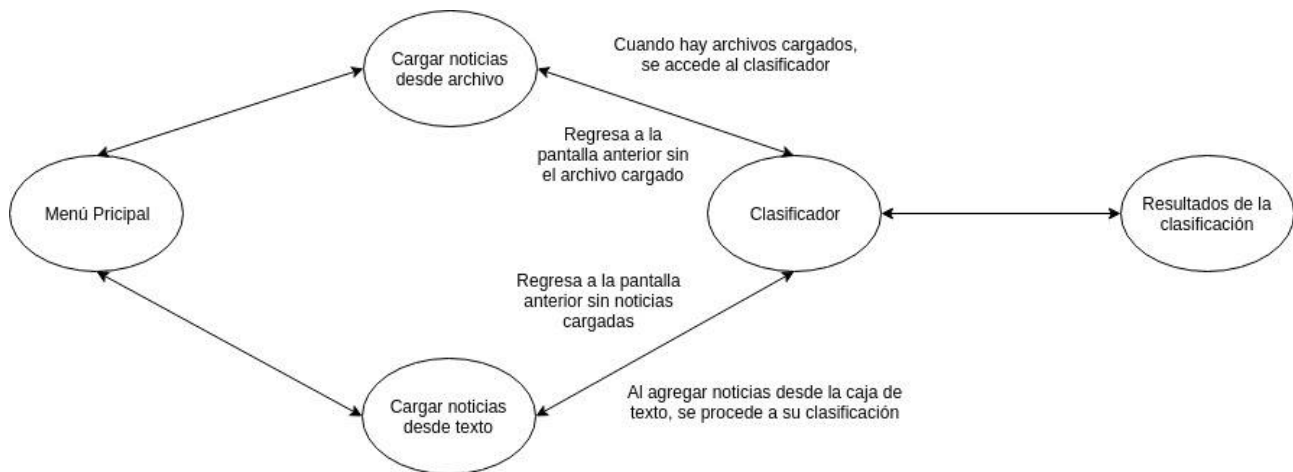 Cargar noticias
desde archivo
Cuando hay archivos cargados,
se accede al clasificador
Regresa a la
pantalla anterior sin
el archivo cargado
Menú Pricipal
Clasificador
Resultados de la
clasificación
Regresa a la pantalla
anterior sin noticias
cargadas
Cargar noticias
desde texto
Al agregar noticias desde la caja de
texto, se procede a su clasificación